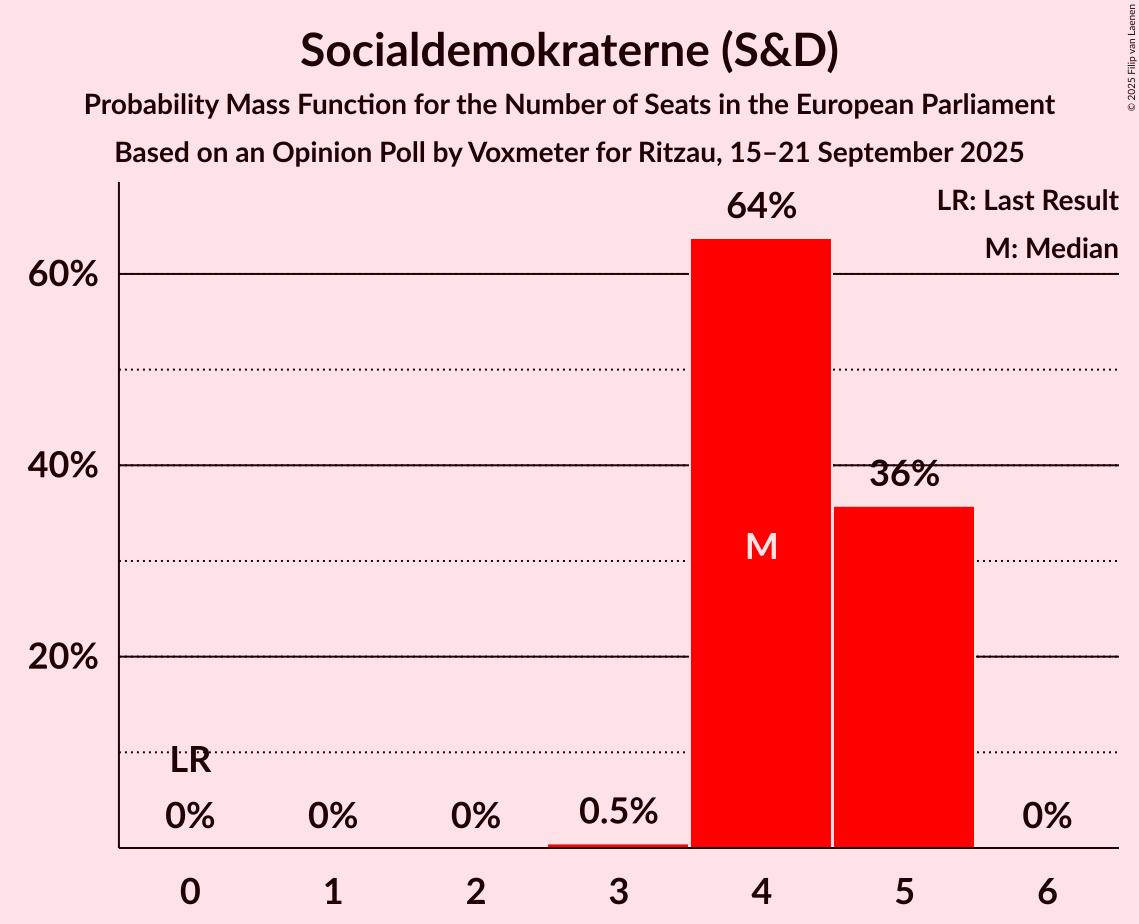 Socialdemokraterne (S&D)
Probability Mass Function for the Number of Seats in the European Parliament
Based on an Opinion Poll by Voxmeter for Ritzau, 15–21 September 2025
© 2025 Filip van Laenen
LR: Last Result
M: Median
64%
60%
40%
36%
M
20%
LR
0%
0%
0%
0.5%
0%
0
1
2
3
4
5
6